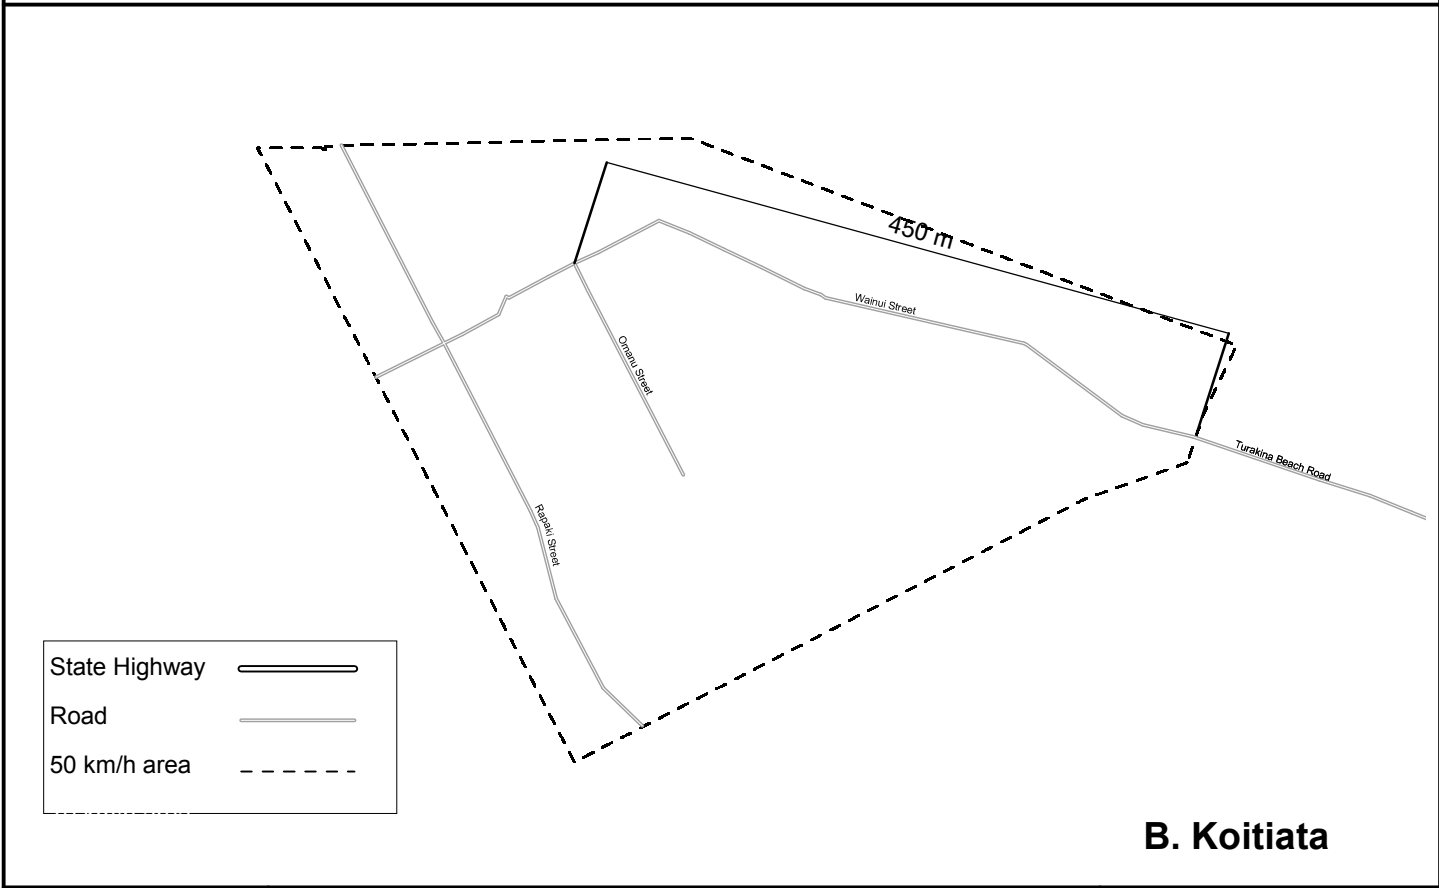 450 m
Wainui Street
Omanu Street
Turakina Beach Road
Rapaki Street
State Highway
Road
50 km/h area
B. Koitiata